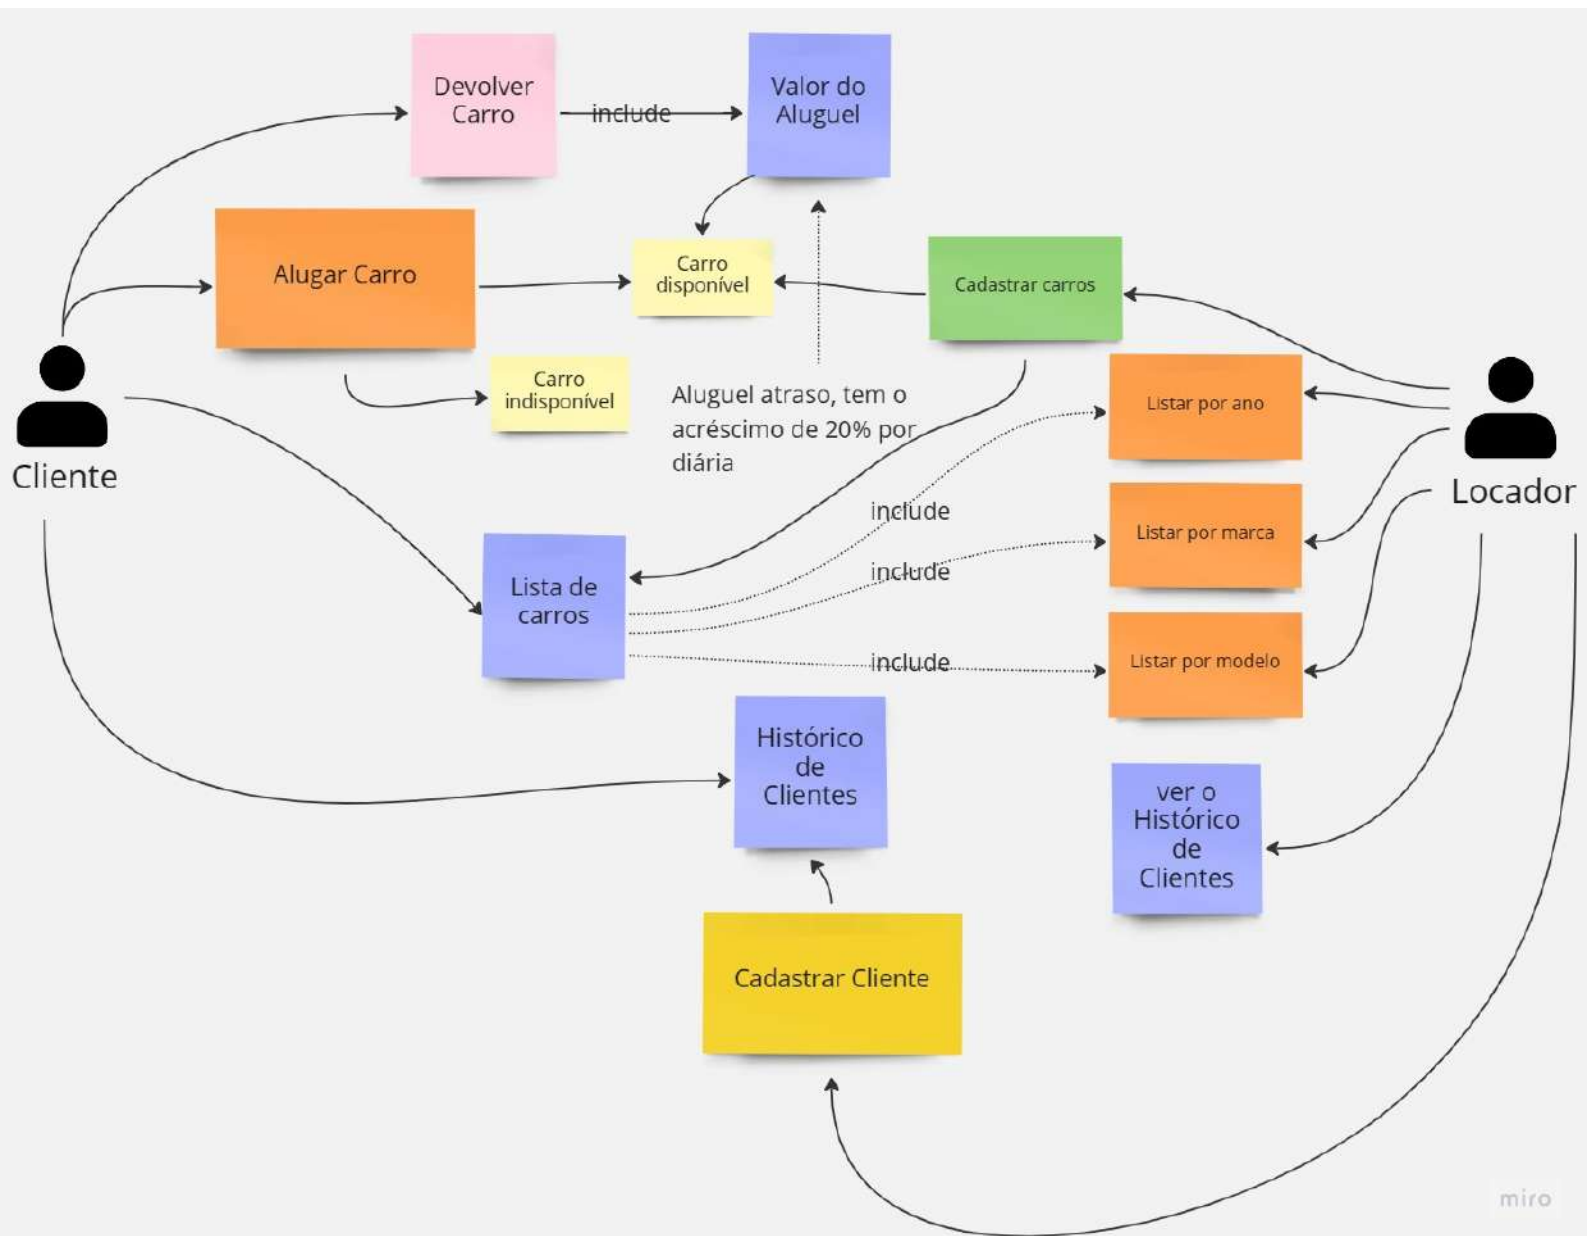 Devolver
Carro
include
Valor do
Aluguel
Alugar Carro
Carro
disponível
Cadastrar carros
Carro
indisponível
Aluguel atraso, tem o
acréscimo de 20% por
diária
Listar por ano
Cliente
Locador
include
Listar por marca
include
Lista de
carros
include
Listar por modelo
Histórico
de
Clientes
ver o
Histórico
de
Clientes
Cadastrar Cliente
miro